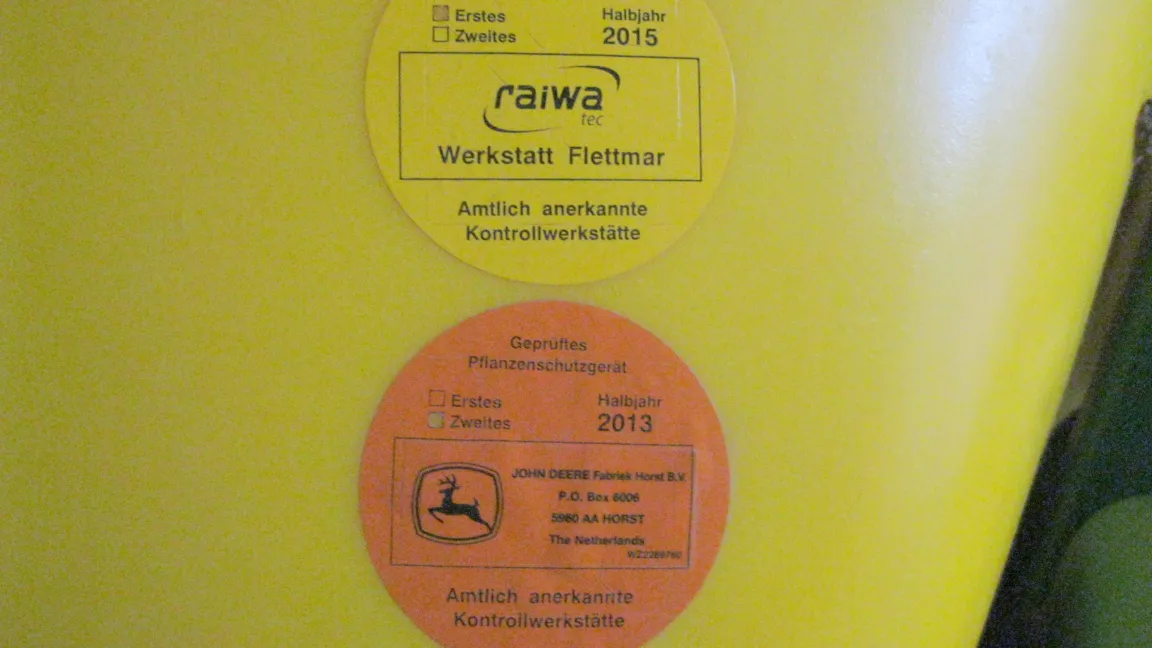 Erstes Halbjahr
Zweites 2015
raiwa
tec
Werkstatt Flettmar
Amtlich anerkannte
Kontrollwerkstätte
Geprüftes
Pflanzenschutzgerät
Erstes Halbjahr
Zweites 2013
JOHN DEERE Fabriek Horst B.V.
P.O. Box 6006
5960 AA HORST
The Netherlands
Amtlich anerkannte
Kontrollwerkstätte